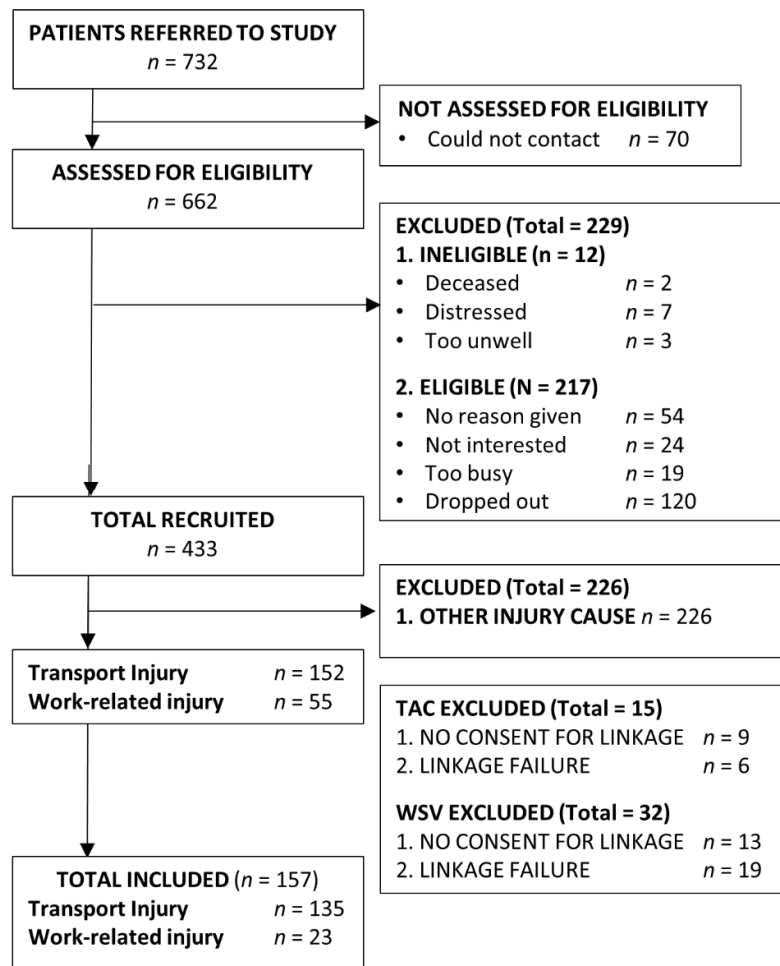 PATIENTS REFERRED TO STUDY
n = 732
NOT ASSESSED FOR ELIGIBILITY
• Could not contact n = 70
ASSESSED FOR ELIGIBILITY
n = 662
EXCLUDED (Total = 229)
1. INELIGIBLE (n = 12)
• Deceased n = 2
• Distressed n = 7
• Too unwell n = 3
2. ELIGIBLE (N = 217)
• No reason given n = 54
• Not interested n = 24
• Too busy n = 19
• Dropped out n = 120
TOTAL RECRUITED
n = 433
EXCLUDED (Total = 226)
1. OTHER INJURY CAUSE n = 226
Transport Injury n = 152
Work-related injury n = 55
TAC EXCLUDED (Total = 15)
1. NO CONSENT FOR LINKAGE n = 9
2. LINKAGE FAILURE n = 6
WSV EXCLUDED (Total = 32)
1. NO CONSENT FOR LINKAGE n = 13
2. LINKAGE FAILURE n = 19
TOTAL INCLUDED (n = 157)
Transport Injury n = 135
Work-related injury n = 23